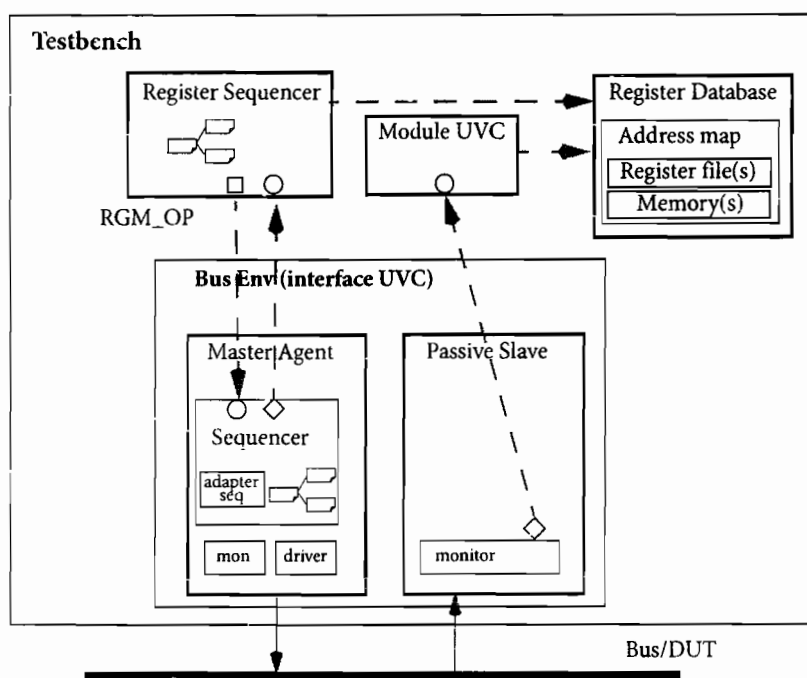 Testbench
Register Sequencer
Register Database
Module UVC
Address map
Register file(s)
Memory(s)
RGM_OP
Bus Env (interface UVC)
Master Agent
Passive Slave
Sequencer
adapter
seq
mon
driver
monitor
Bus/DUT